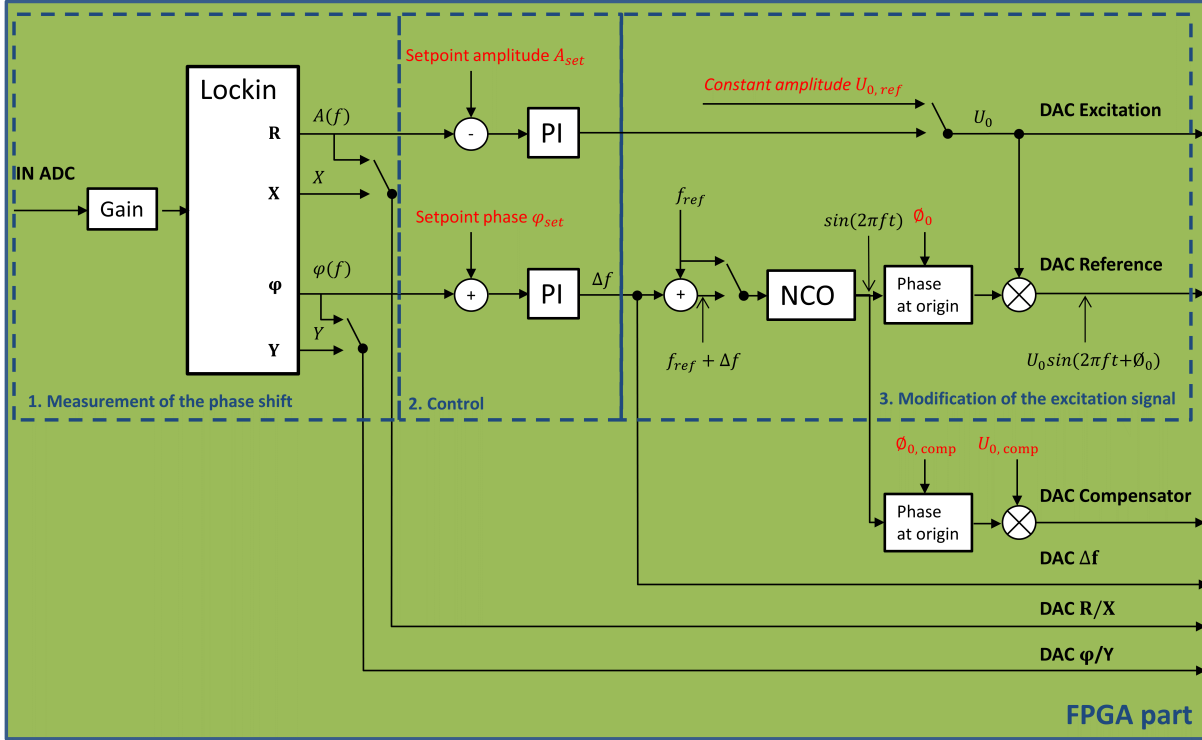 Setpoint amplitude A_set
Constant amplitude U_0, ref
Lockin
A(f)
R
-
PI
U_0
DAC Excitation
IN ADC
X
X
Gain
Setpoint phase φ_set
f_ref
sin(2πft)
Ø_0
φ(f)
φ
+
PI
Δf
+
NCO
Phase
at origin
DAC Reference
Y
Y
f_ref + Δf
U_0sin(2πft+Ø_0)
1. Measurement of the phase shift
2. Control
3. Modification of the excitation signal
Ø_0, comp
U_0, comp
Phase
at origin
DAC Compensator
DAC Δf
DAC R/X
DAC φ/Y
FPGA part